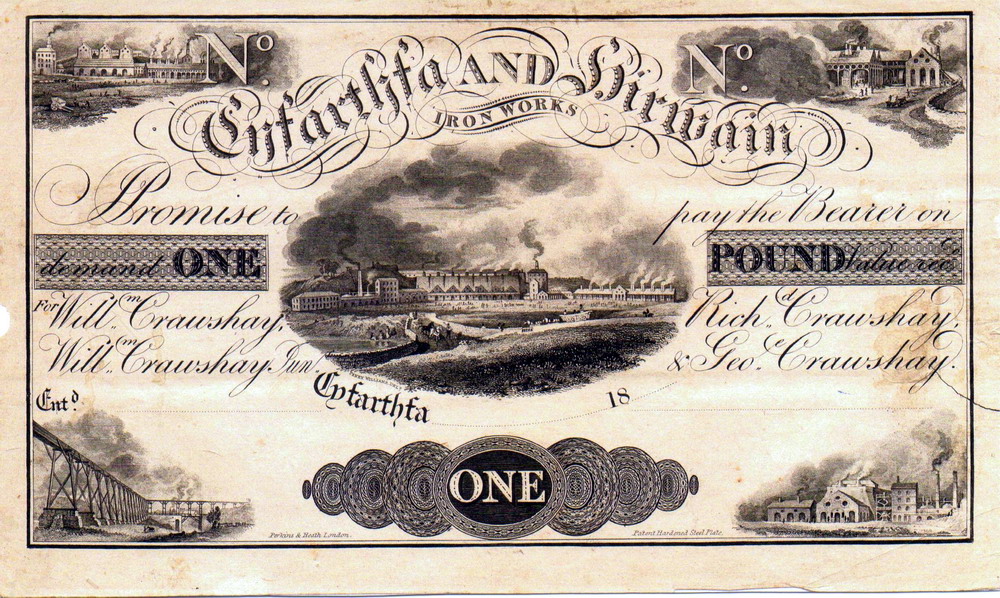 Nº. Nº.
Cyfarthfa AND Hirwain
IRON WORKS
Promise to pay the Bearer on
demand ONE POUND Value recd.
For Willm. Crawshay, Richd. Crawshay,
Willm. Crawshay Junr. & Geoe. Crawshay.
Cyfarthfa 18
Entd.
ONE
Perkins & Heath London. Patent Hardened Steel Plate.